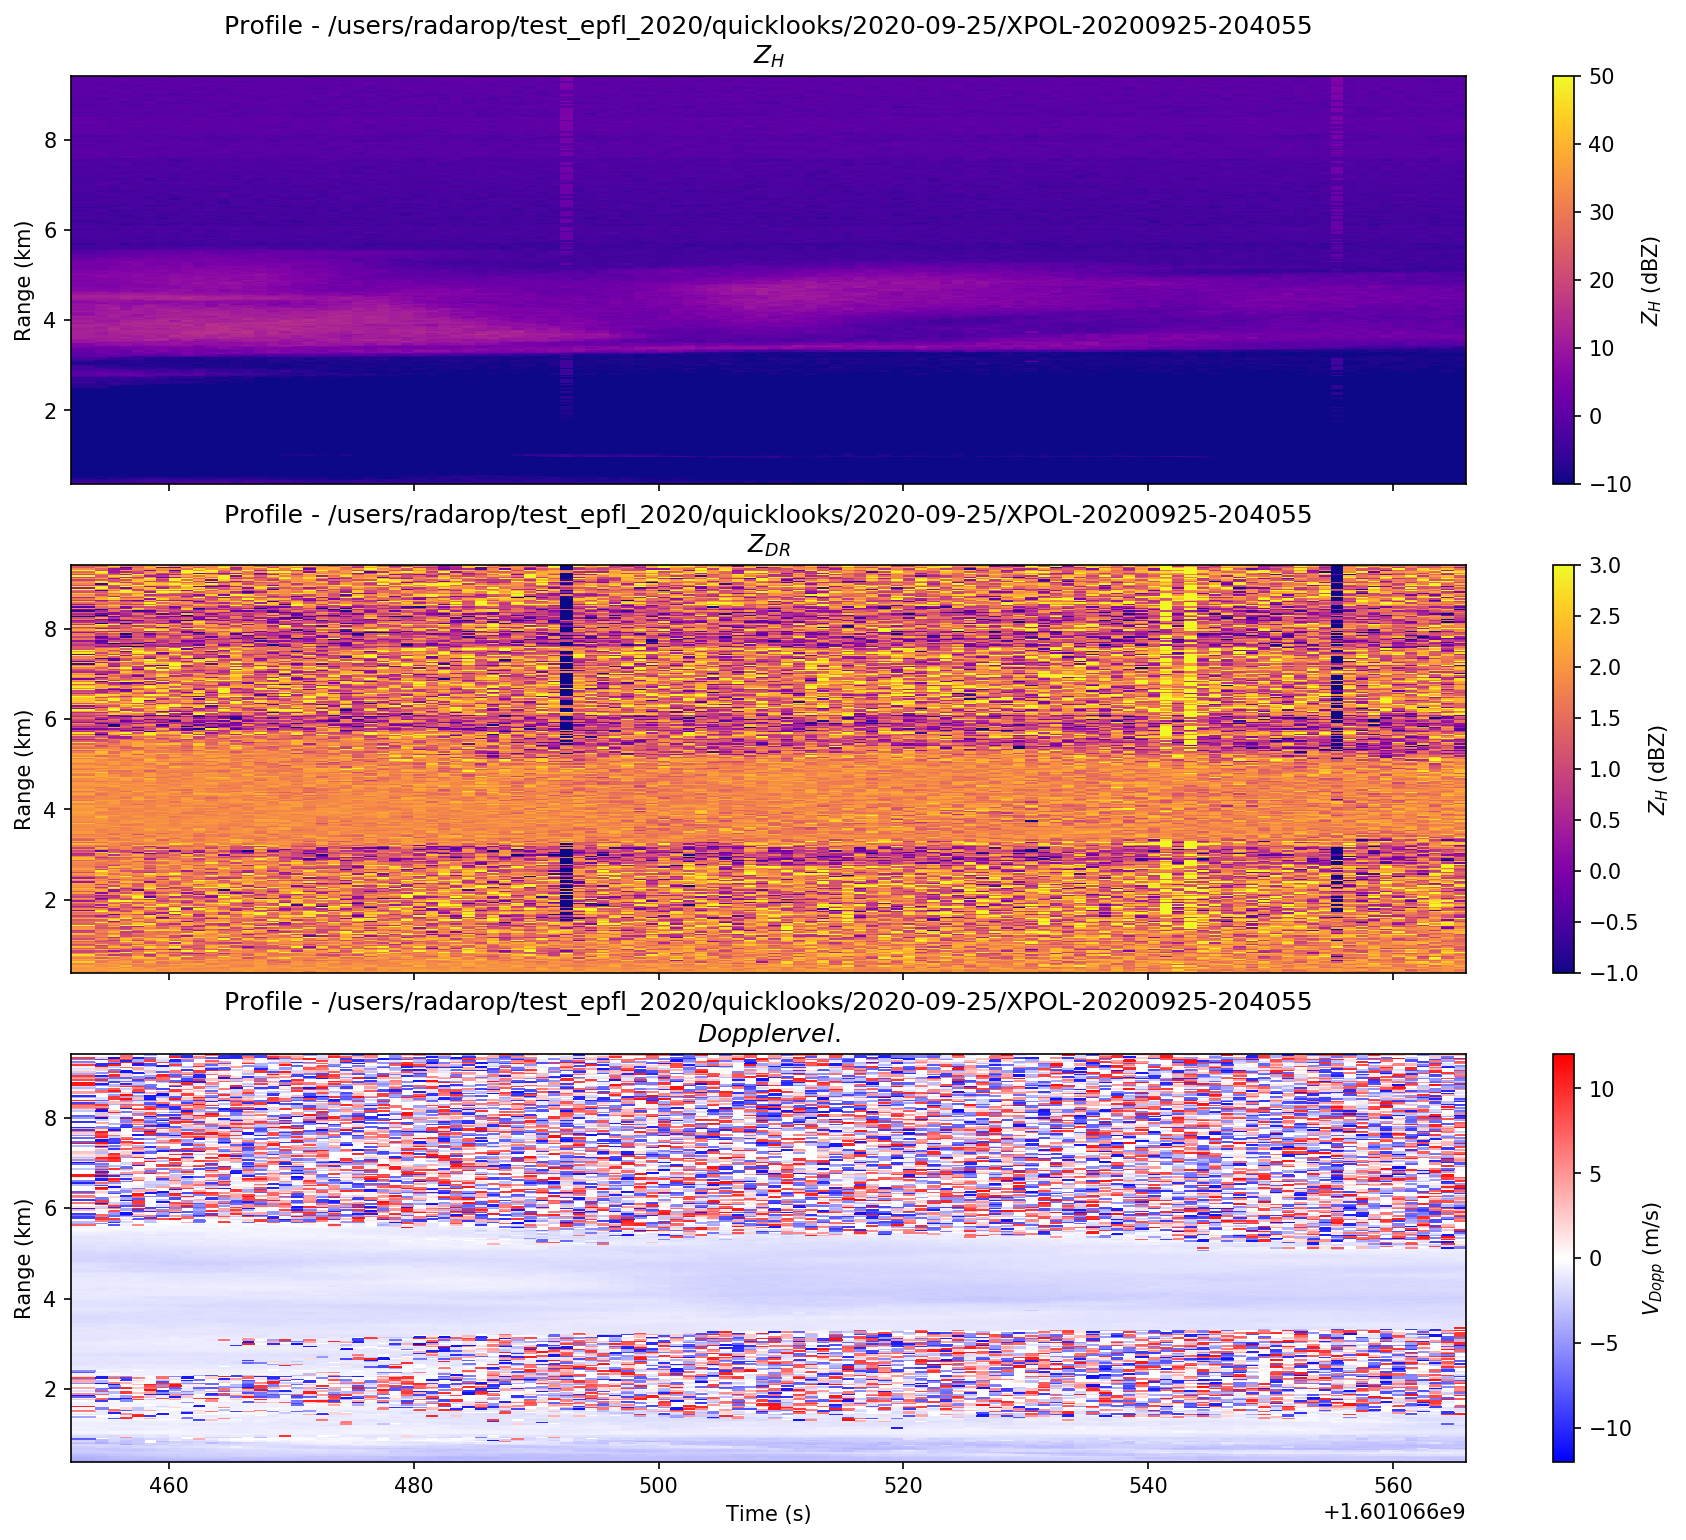 Profile - /users/radarop/test_epfl_2020/quicklooks/2020-09-25/XPOL-20200925-204055
Z_H
8
6
4
2
Range (km)
50
40
30
20
10
0
−10
Z_H (dBZ)
Profile - /users/radarop/test_epfl_2020/quicklooks/2020-09-25/XPOL-20200925-204055
Z_DR
8
6
4
2
Range (km)
3.0
2.5
2.0
1.5
1.0
0.5
0.0
−0.5
−1.0
Z_H (dBZ)
Profile - /users/radarop/test_epfl_2020/quicklooks/2020-09-25/XPOL-20200925-204055
Dopplervel.
8
6
4
2
Range (km)
460 480 500 520 540 560
Time (s)
+1.601066e9
10
5
0
−5
−10
V_Dopp (m/s)